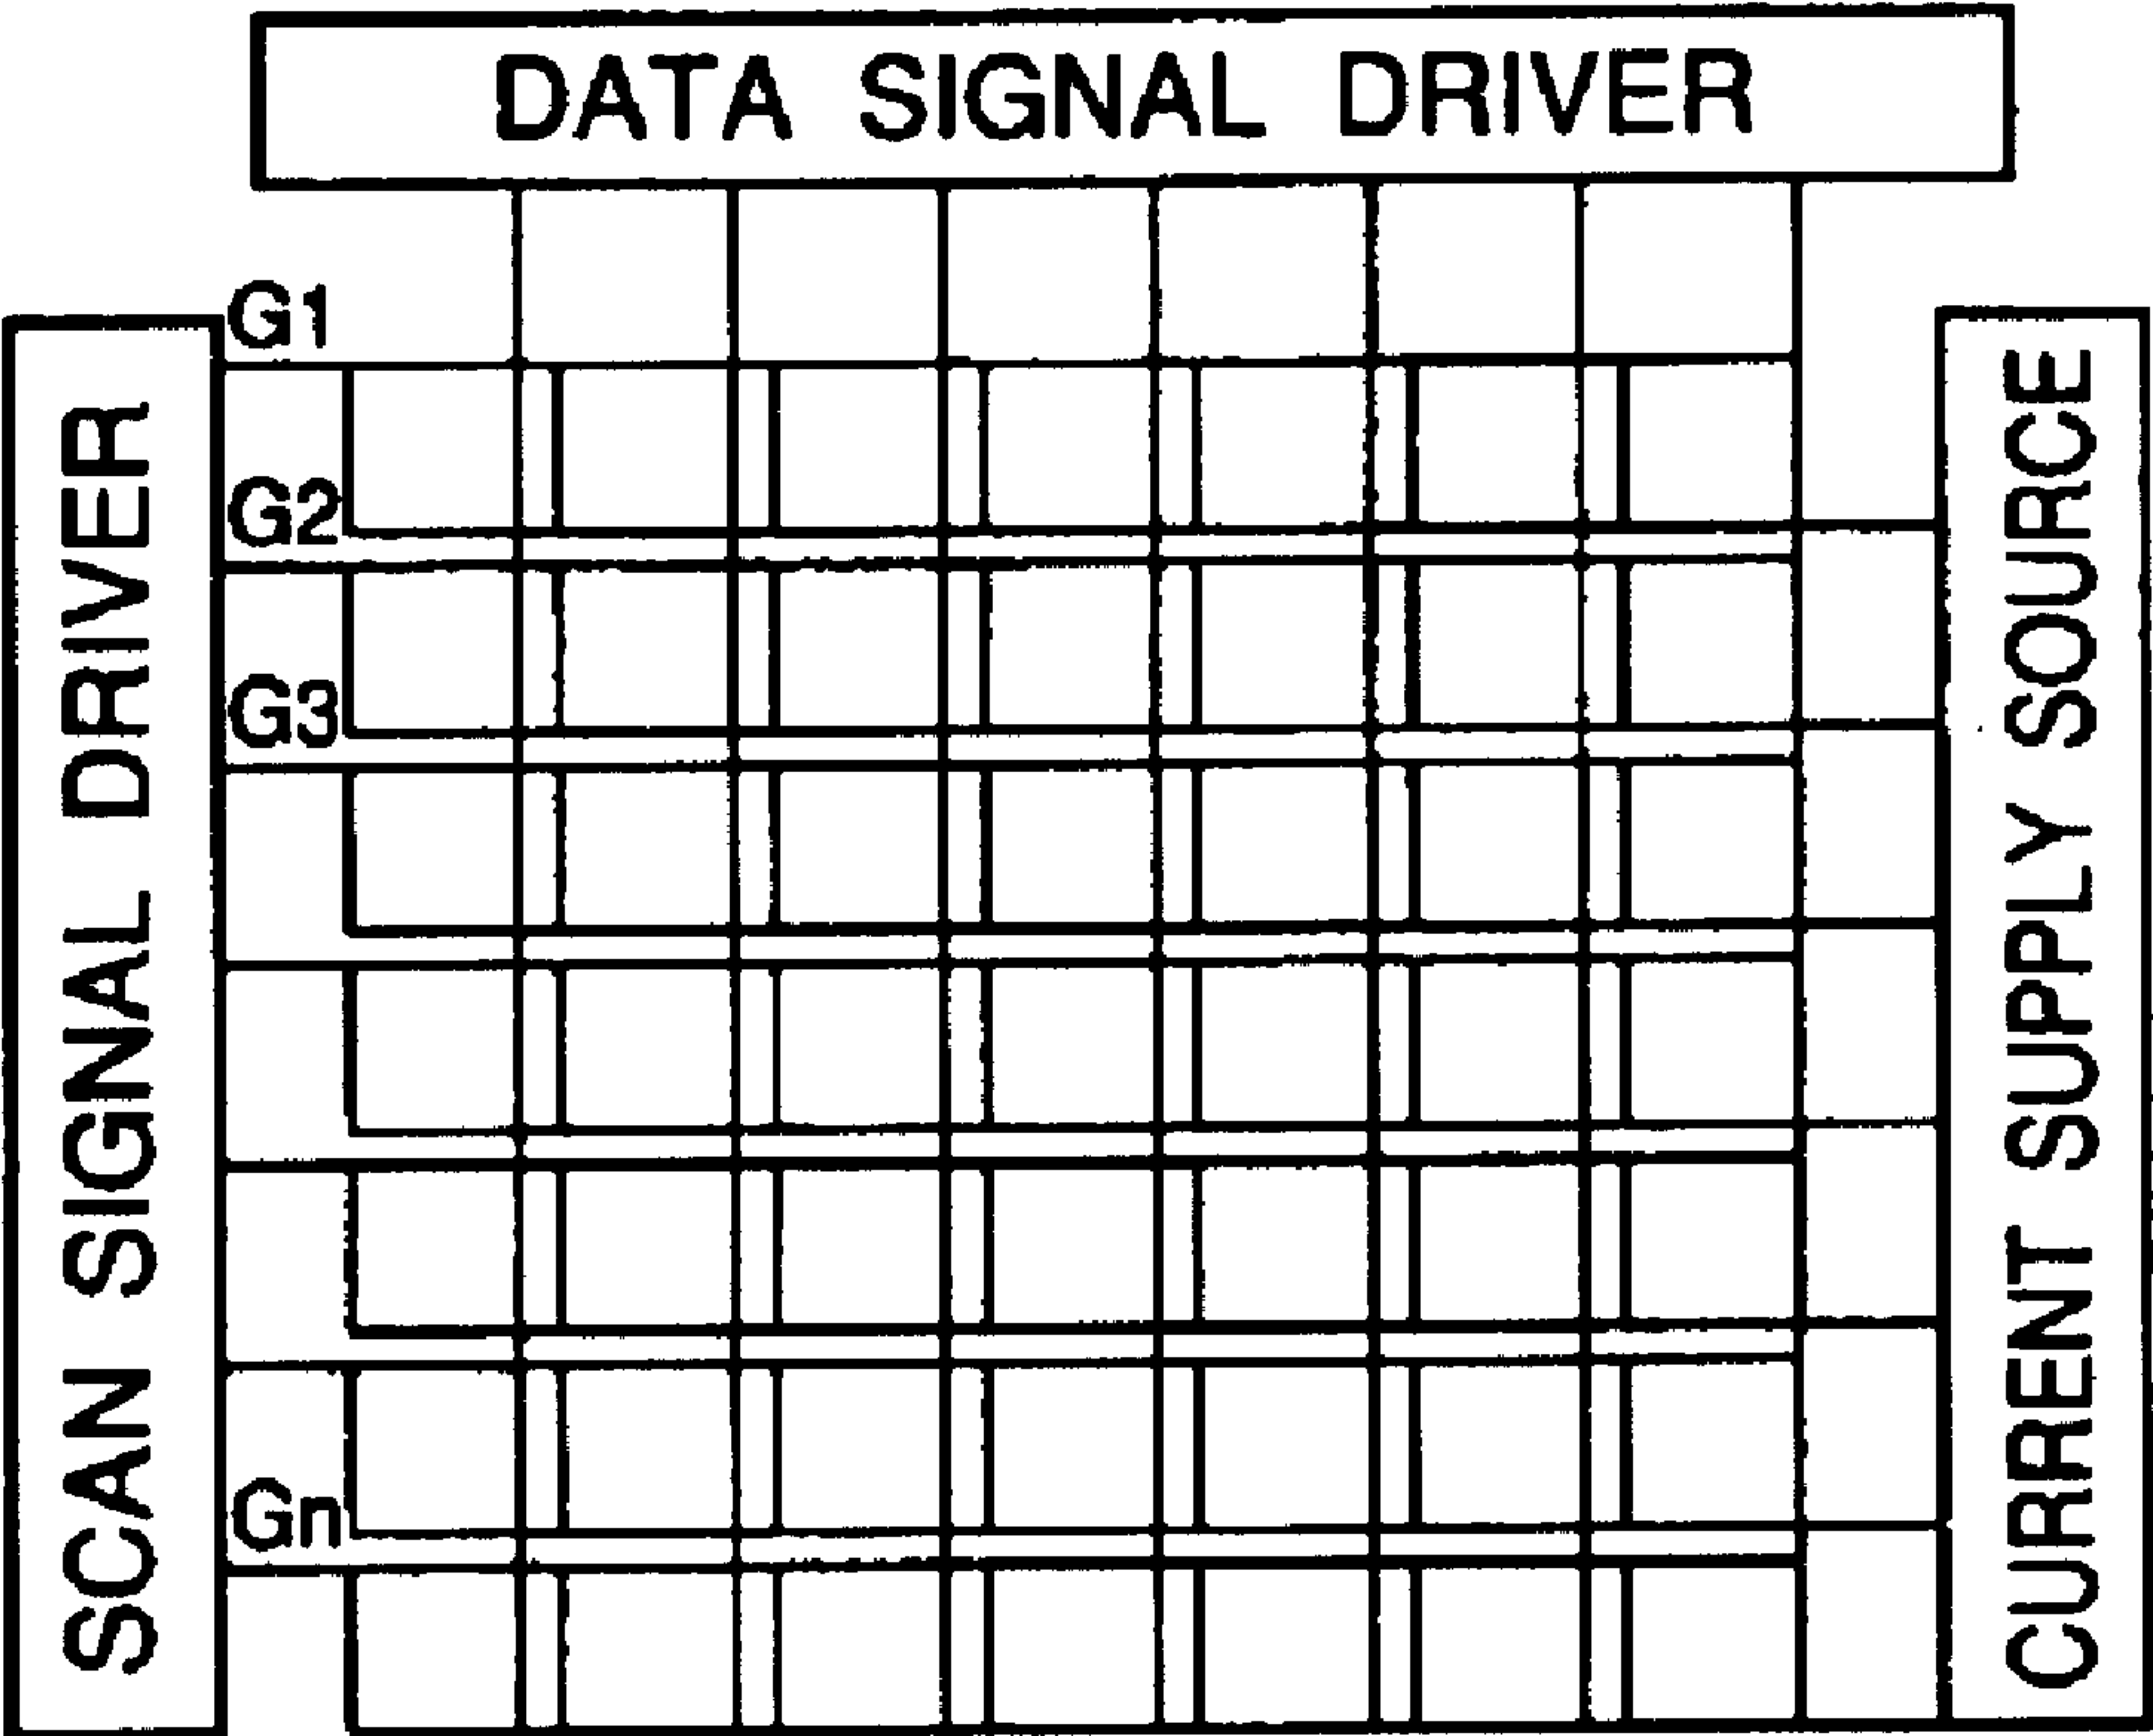 DATA SIGNAL DRIVER
SCAN SIGNAL DRIVER
G1
G2
G3
Gn
CURRENT SUPPLY SOURCE